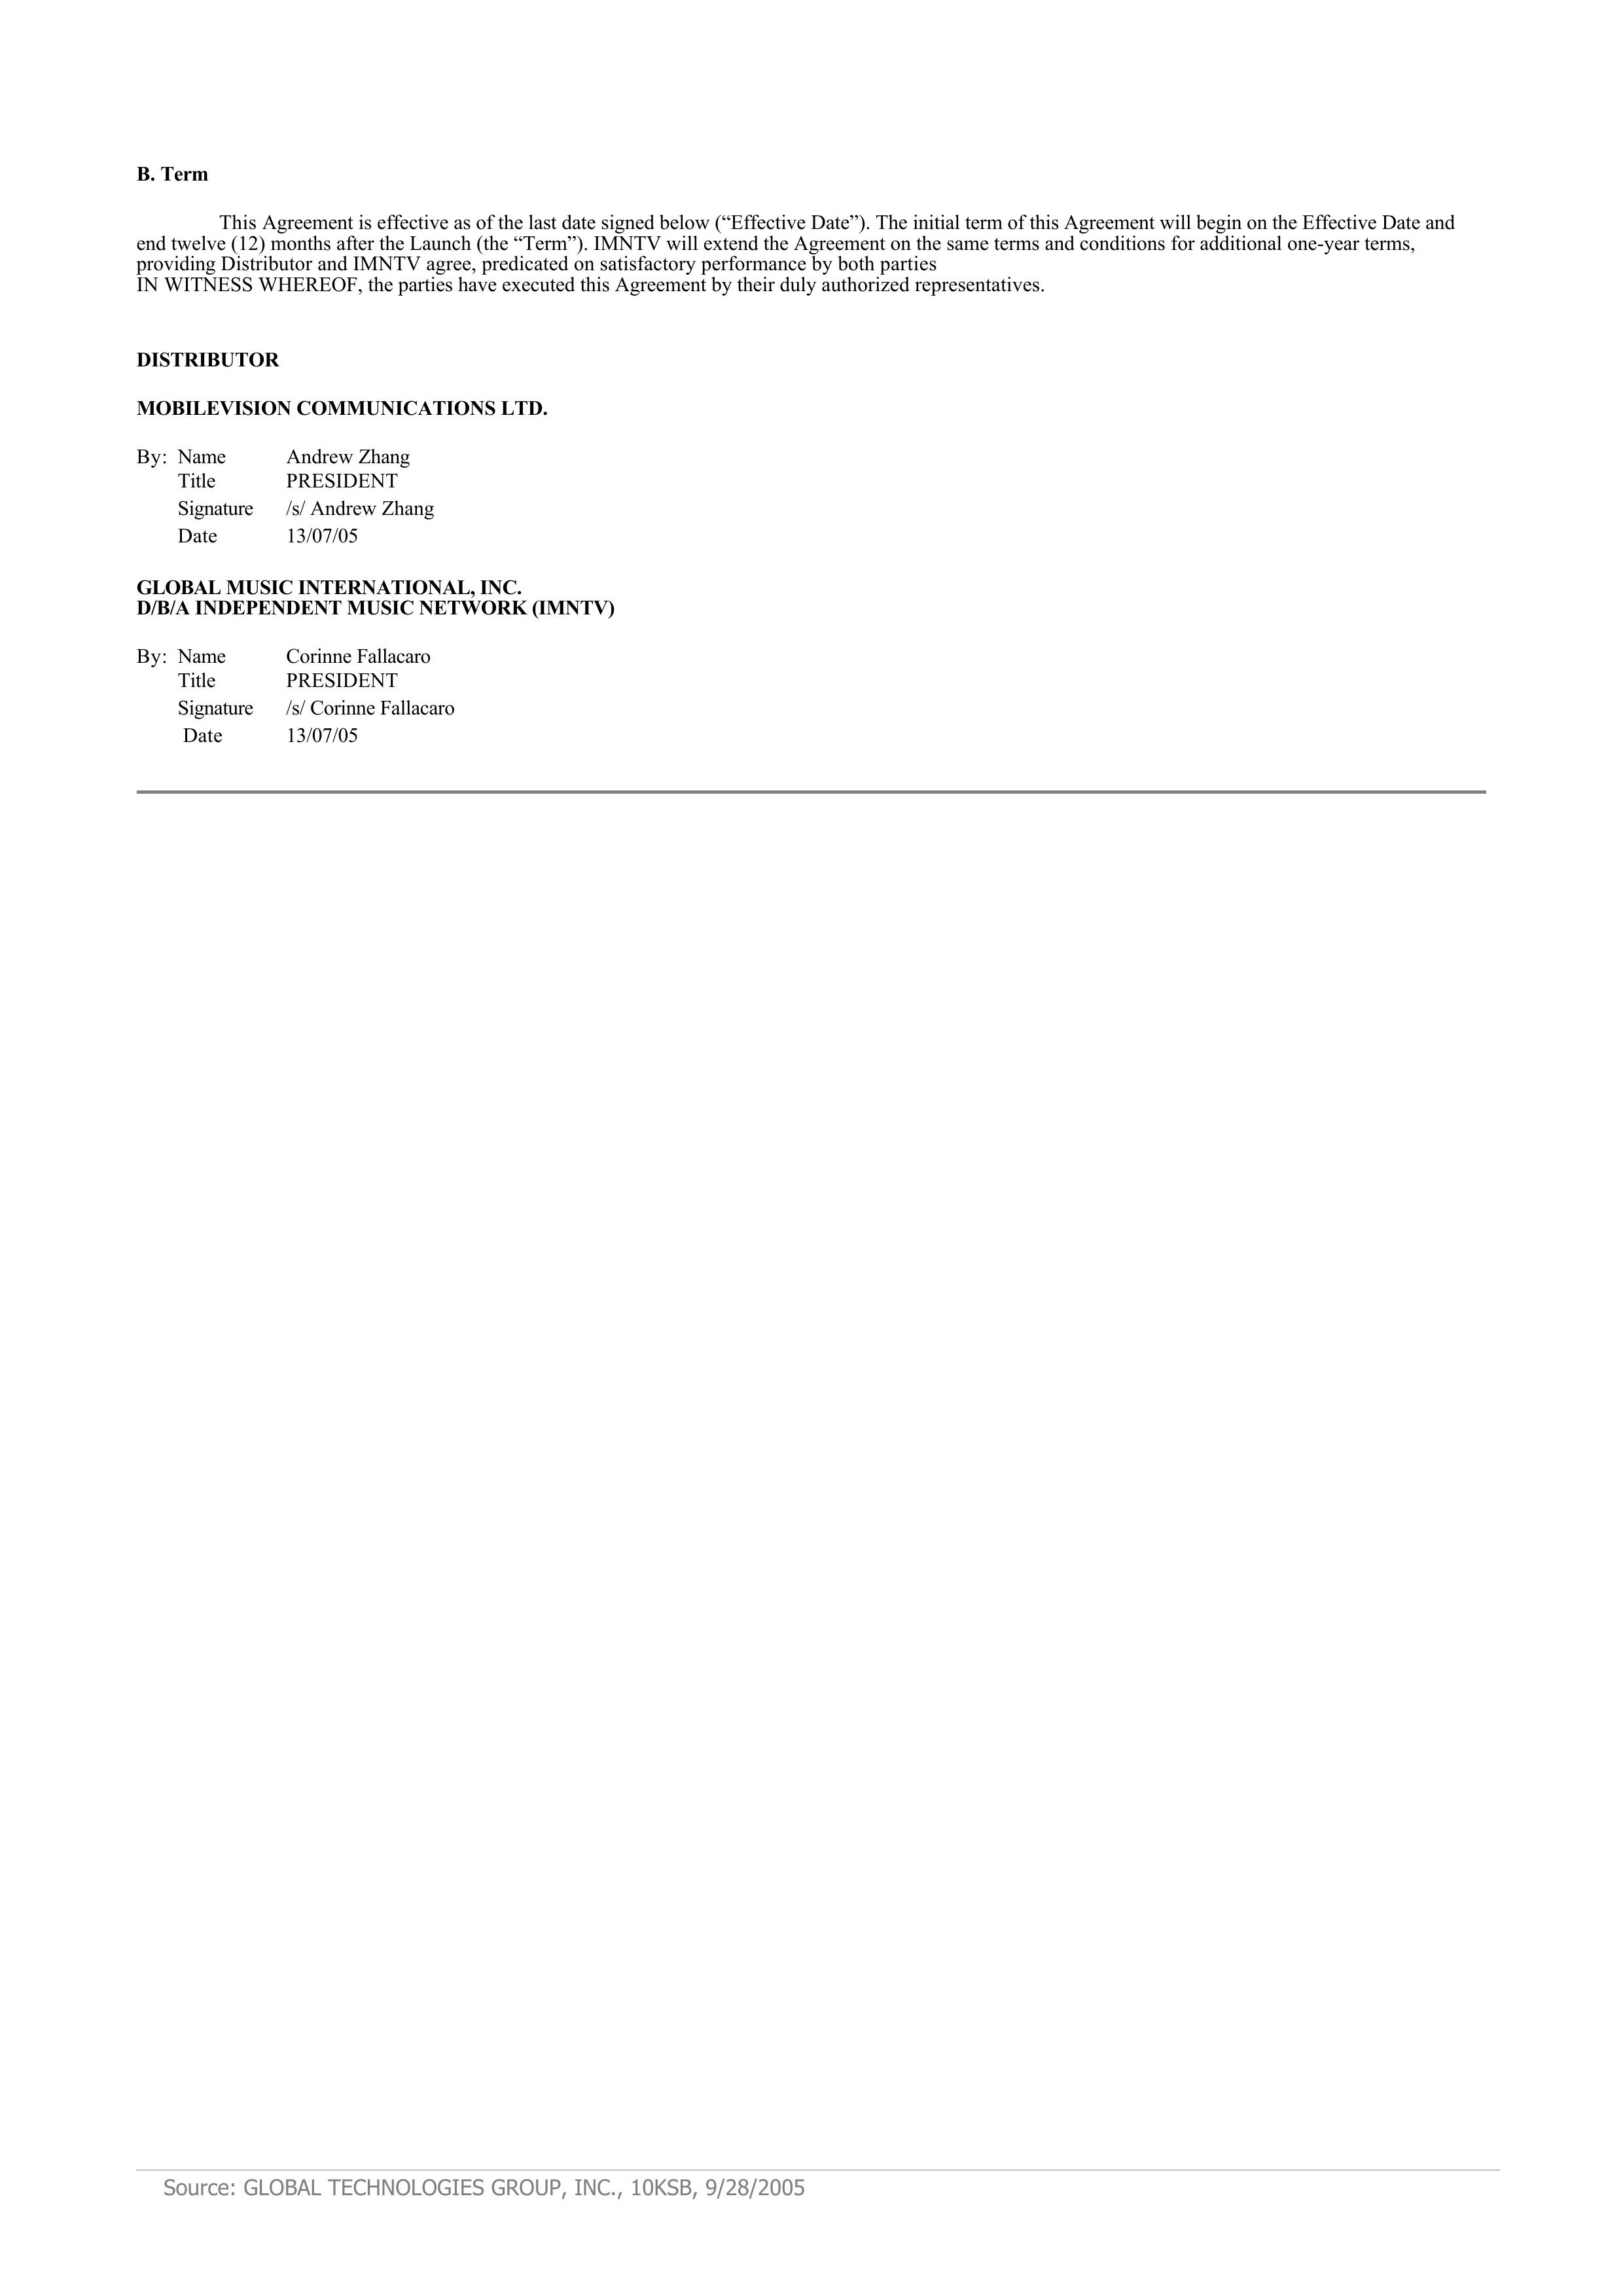 B. Term
This Agreement is effective as of the last date signed below (“Effective Date”). The initial term of this Agreement will begin on the Effective Date and
end twelve (12) months after the Launch (the “Term”). IMNTV will extend the Agreement on the same terms and conditions for additional one-year terms,
providing Distributor and IMNTV agree, predicated on satisfactory performance by both parties
IN WITNESS WHEREOF, the parties have executed this Agreement by their duly authorized representatives.
DISTRIBUTOR
MOBILEVISION COMMUNICATIONS LTD.
By: Name Andrew Zhang
Title PRESIDENT
Signature /s/ Andrew Zhang
Date 13/07/05
GLOBAL MUSIC INTERNATIONAL, INC.
D/B/A INDEPENDENT MUSIC NETWORK (IMNTV)
By: Name Corinne Fallacaro
Title PRESIDENT
Signature /s/ Corinne Fallacaro
Date 13/07/05
Source: GLOBAL TECHNOLOGIES GROUP, INC., 10KSB, 9/28/2005